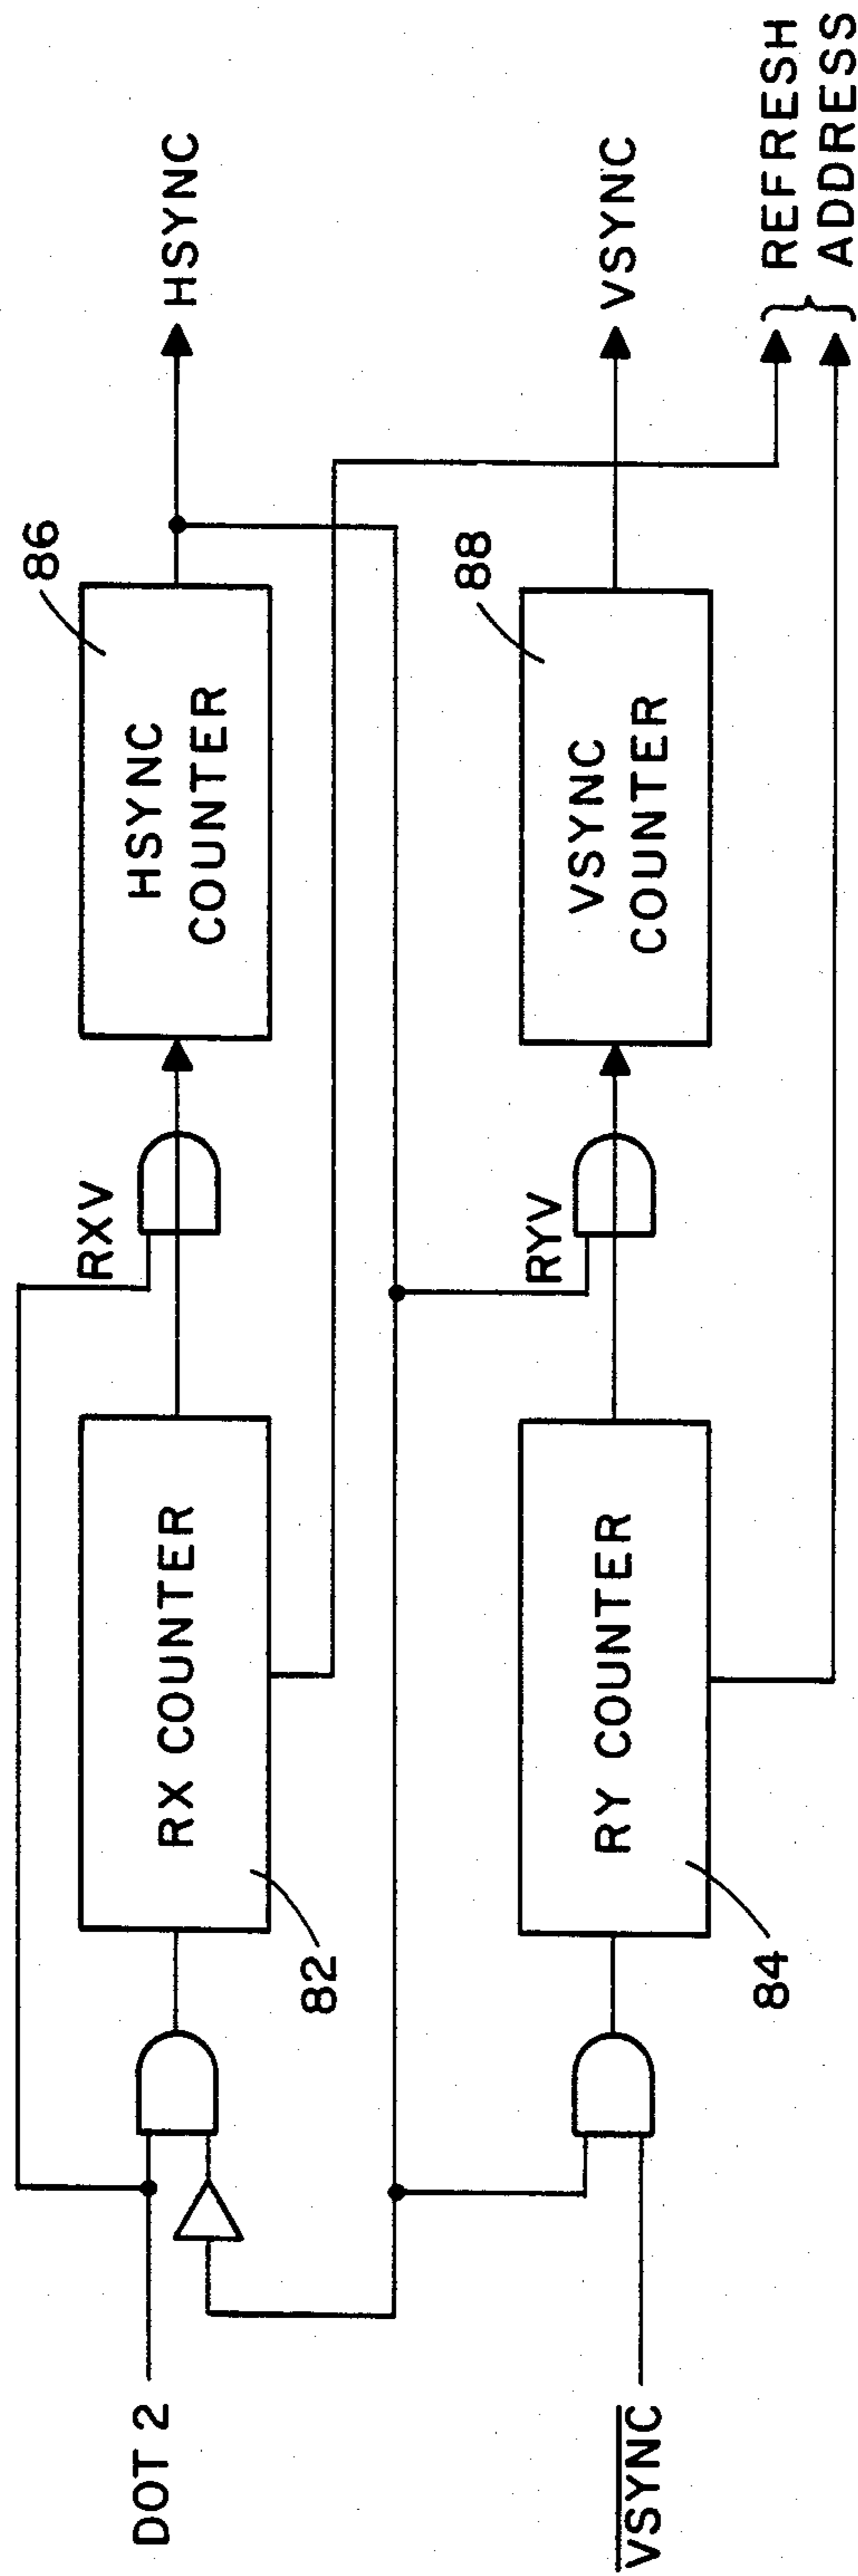 DOT 2
82
RX COUNTER
RXV
HSYNC
COUNTER
86
HSYNC
VSYNC
84
RY COUNTER
RYV
VSYNC
COUNTER
88
VSYNC
REFRESH
ADDRESS